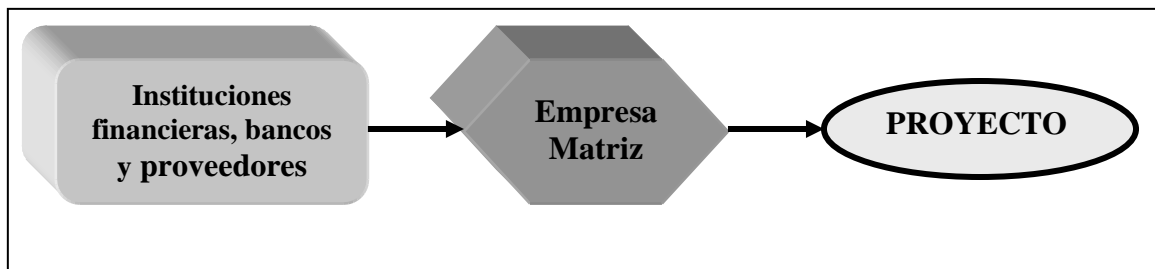 Instituciones
financieras, bancos
y proveedores
Empresa
Matriz
PROYECTO